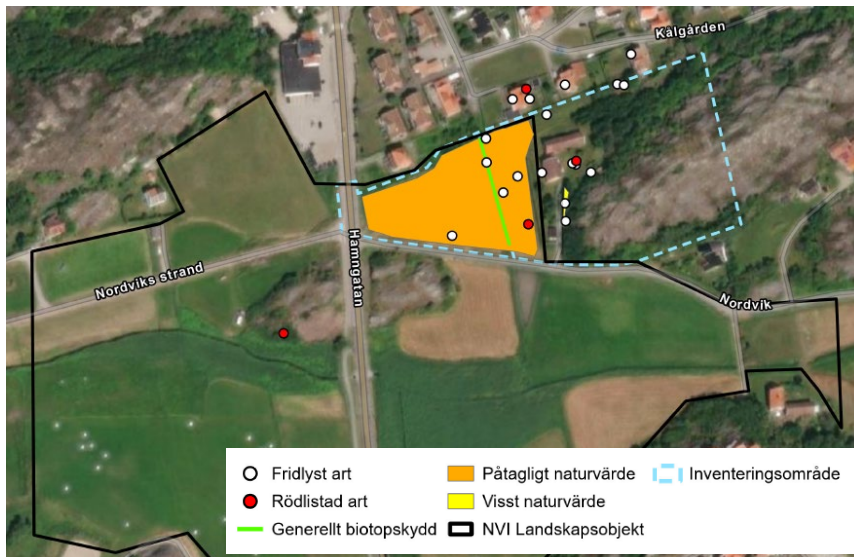 Kålgården
Hamngatan
Nordviks strand
Nordvik
Fridlyst art
Påtagligt naturvärde
Inventeringsområde
Rödlistad art
Visst naturvärde
Generellt biotopskydd
NVI Landskapsobjekt